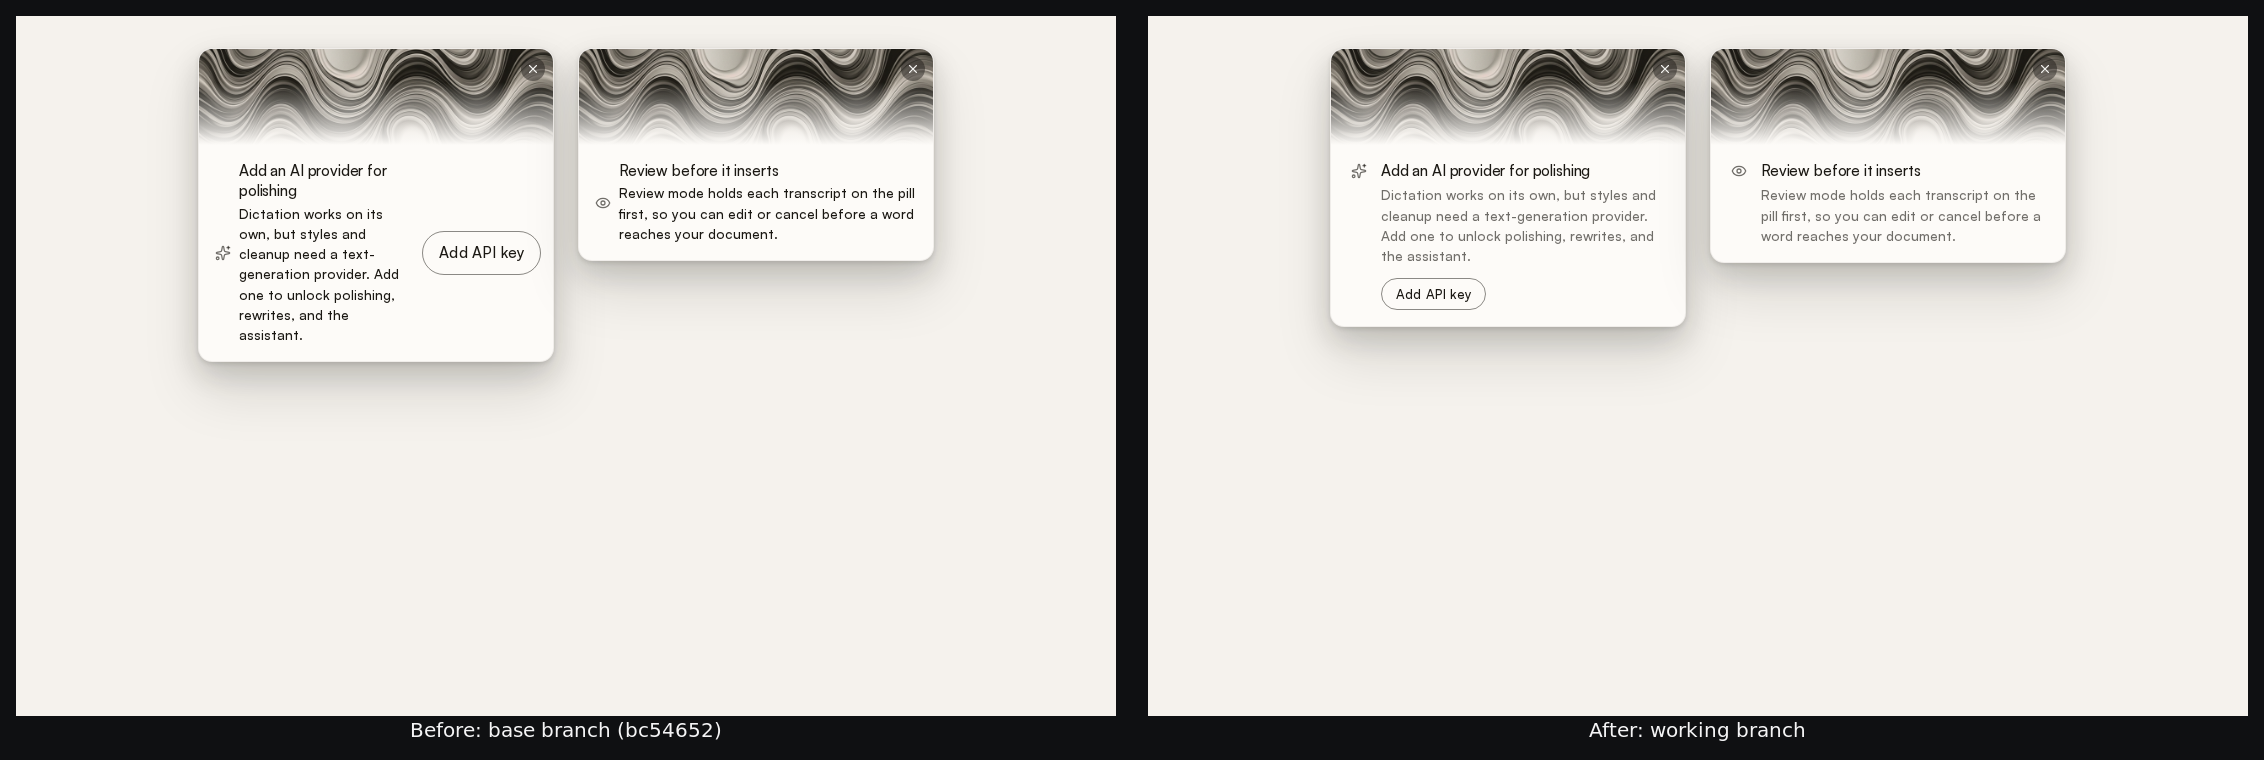 Add an AI provider for
polishing
Dictation works on its
own, but styles and
cleanup need a text-
generation provider. Add
one to unlock polishing,
rewrites, and the
assistant.
Add API key
Review before it inserts
Review mode holds each transcript on the pill
first, so you can edit or cancel before a word
reaches your document.
Before: base branch (bc54652)
Add an AI provider for polishing
Dictation works on its own, but styles and
cleanup need a text-generation provider.
Add one to unlock polishing, rewrites, and
the assistant.
Add API key
Review before it inserts
Review mode holds each transcript on the
pill first, so you can edit or cancel before a
word reaches your document.
After: working branch